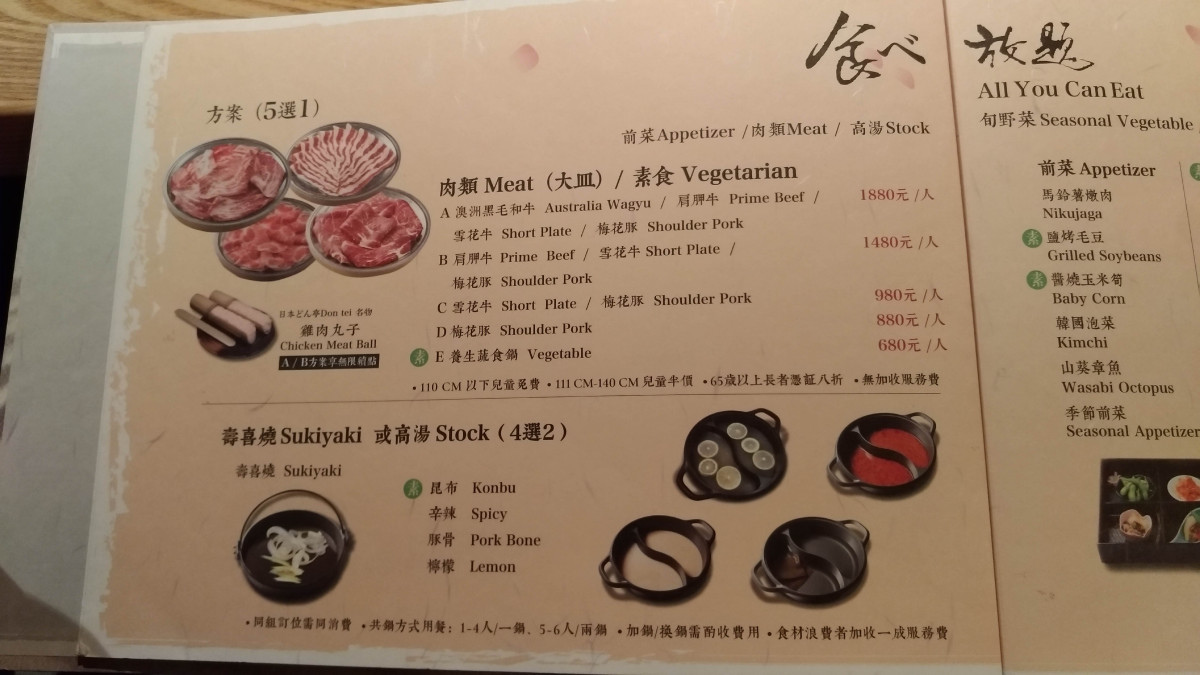 食べ
方案（5選1）
前菜Appetizer /肉類Meat / 高湯Stock
肉類 Meat（大皿）/ 素食 Vegetarian
A 澳洲黑毛和牛 Australia Wagyu / 肩胛牛 Prime Beef / 1880元 /人
雪花牛 Short Plate / 梅花豚 Shoulder Pork
B 肩胛牛 Prime Beef / 雪花牛 Short Plate / 1480元 /人
梅花豚 Shoulder Pork
C 雪花牛 Short Plate / 梅花豚 Shoulder Pork 980元 /人
D 梅花豚 Shoulder Pork 880元 /人
素 E 養生蔬食鍋 Vegetable 680元 /人
日本どん亭Don tei 名物
雞肉丸子
Chicken Meat Ball
A / B方案享無限續點
•110 CM 以下兒童免費 •111 CM-140 CM 兒童半價 •65歲以上長者憑証八折 •無加收服務費
壽喜燒Sukiyaki 或高湯 Stock（4選2）
壽喜燒 Sukiyaki
素 昆布 Konbu
辛辣 Spicy
豚骨 Pork Bone
檸檬 Lemon
•同組訂位需同消費 •共鍋方式用餐：1-4人/一鍋、5-6人/兩鍋 •加鍋/換鍋需酌收費用 •食材浪費者加收一成服務費
放題
All You Can Eat
旬野菜 Seasonal Vegetable
前菜 Appetizer
馬鈴薯燉肉
Nikujaga
素 鹽烤毛豆
Grilled Soybeans
素 醬燒玉米筍
Baby Corn
韓國泡菜
Kimchi
山葵章魚
Wasabi Octopus
季節前菜
Seasonal Appetizer